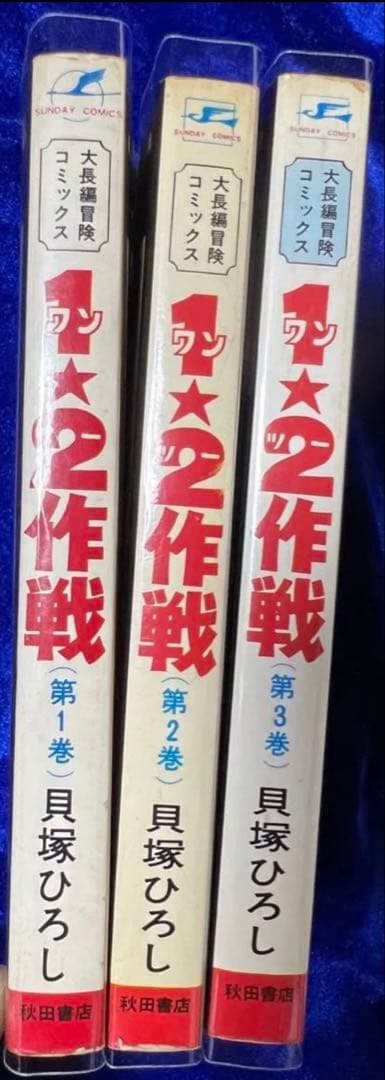 SUNDAY COMICS
大長編冒険
コミックス
1★2作戦
ワン
ツー
(第1巻)
貝塚ひろし
秋田書店
SUNDAY COMICS
大長編冒険
コミックス
1★2作戦
ワン
ツー
(第2巻)
貝塚ひろし
秋田書店
SUNDAY COMICS
大長編冒険
コミックス
1★2作戦
ワン
ツー
(第3巻)
貝塚ひろし
秋田書店